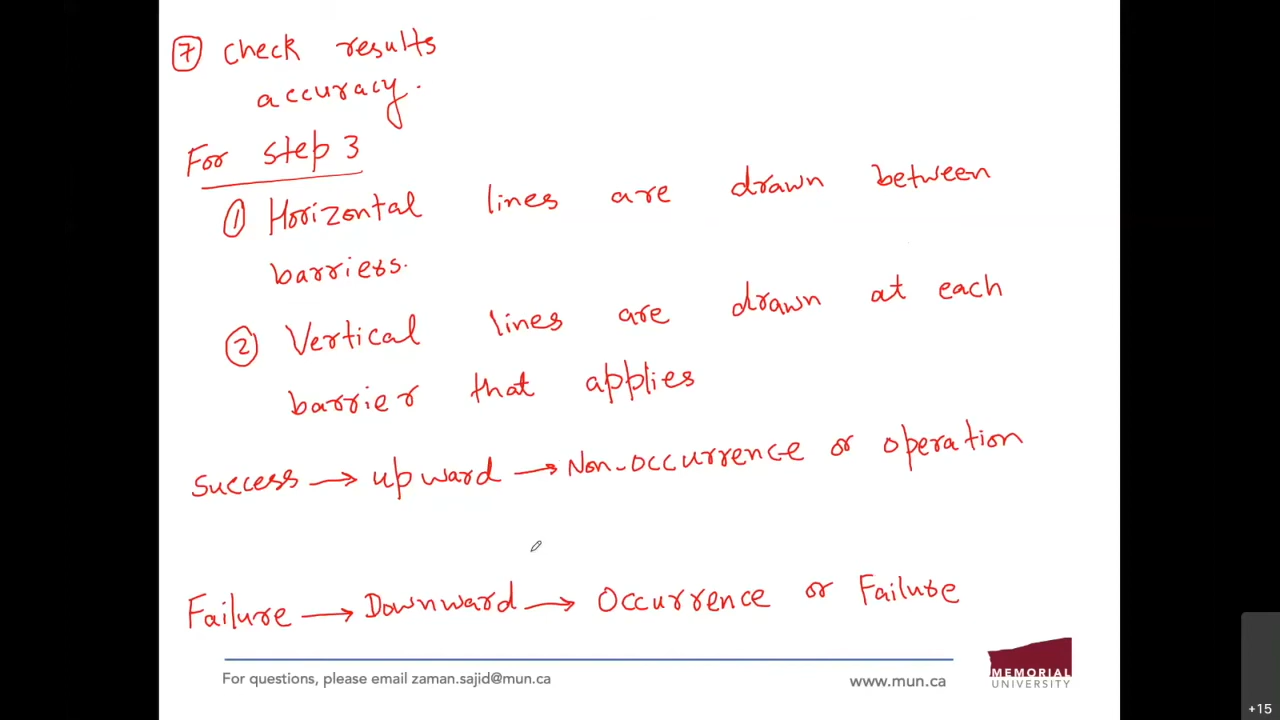 ⑦ Check results
accuracy.
For step 3
① Horizontal lines are drawn between
barriers.
② Vertical lines are drawn at each
barrier that applies
Success → upward → Non-occurrence or operation
Failure → Downward → Occurrence or Failure
For questions, please email zaman.sajid@mun.ca
www.mun.ca
MEMORIAL
UNIVERSITY
+15